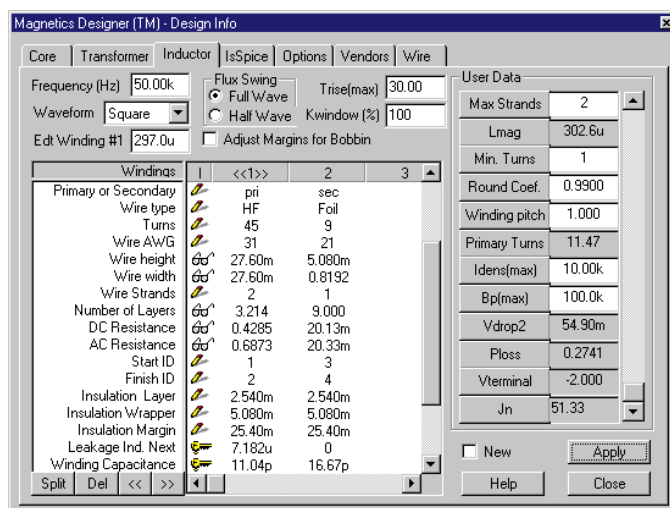 Magnetics Designer (TM) - Design Info
Core Transformer Inductor IsSpice Options Vendors Wire
Frequency (Hz) 50.00k Flux Swing Trise(max) 30.00
Full Wave
Waveform Square Half Wave Kwindow (%) 100
Edt Winding #1 297.0u Adjust Margins for Bobbin
Windings I <<1>> 2 3
Primary or Secondary pri sec
Wire type HF Foil
Turns 45 9
Wire AWG 31 21
Wire height 27.60m 5.080m
Wire width 27.60m 0.8192
Wire Strands 2 1
Number of Layers 3.214 9.000
DC Resistance 0.4285 20.13m
AC Resistance 0.6873 20.33m
Start ID 1 3
Finish ID 2 4
Insulation Layer 2.540m 2.540m
Insulation Wrapper 5.080m 5.080m
Insulation Margin 25.40m 25.40m
Leakage Ind. Next 7.182u 0
Winding Capacitance 11.04p 16.67p
Split Del << >>
User Data
Max Strands 2
Lmag 302.6u
Min. Turns 1
Round Coef. 0.9900
Winding pitch 1.000
Primary Turns 11.47
Idens(max) 10.00k
Bp(max) 100.0k
Vdrop2 54.90m
Ploss 0.2741
Vterminal -2.000
Jn 51.33
New Apply
Help Close